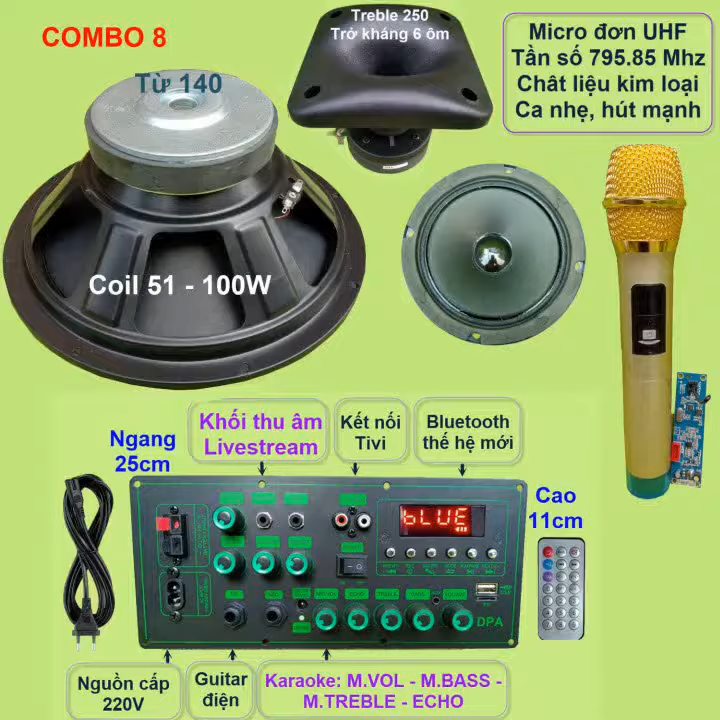 COMBO 8
Treble 250
Trở kháng 6 ôm
Micro đơn UHF
Tần số 795.85 Mhz
Chât liệu kim loại
Ca nhẹ, hút mạnh
Từ 140
Coil 51 - 100W
Ngang
25cm
Khối thu âm
Livestream
Kết nối
Tivi
Bluetooth
thế hệ mới
Cao
11cm
bLUE
DPA
Nguồn cấp
220V
Guitar
điện
Karaoke: M.VOL - M.BASS -
M.TREBLE - ECHO